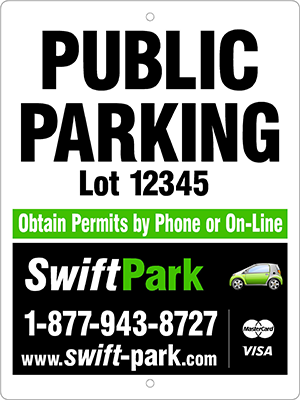 PUBLIC
PARKING
Lot 12345
Obtain Permits by Phone or On-Line
SwiftPark
1-877-943-8727
www.swift-park.com
MasterCard
VISA